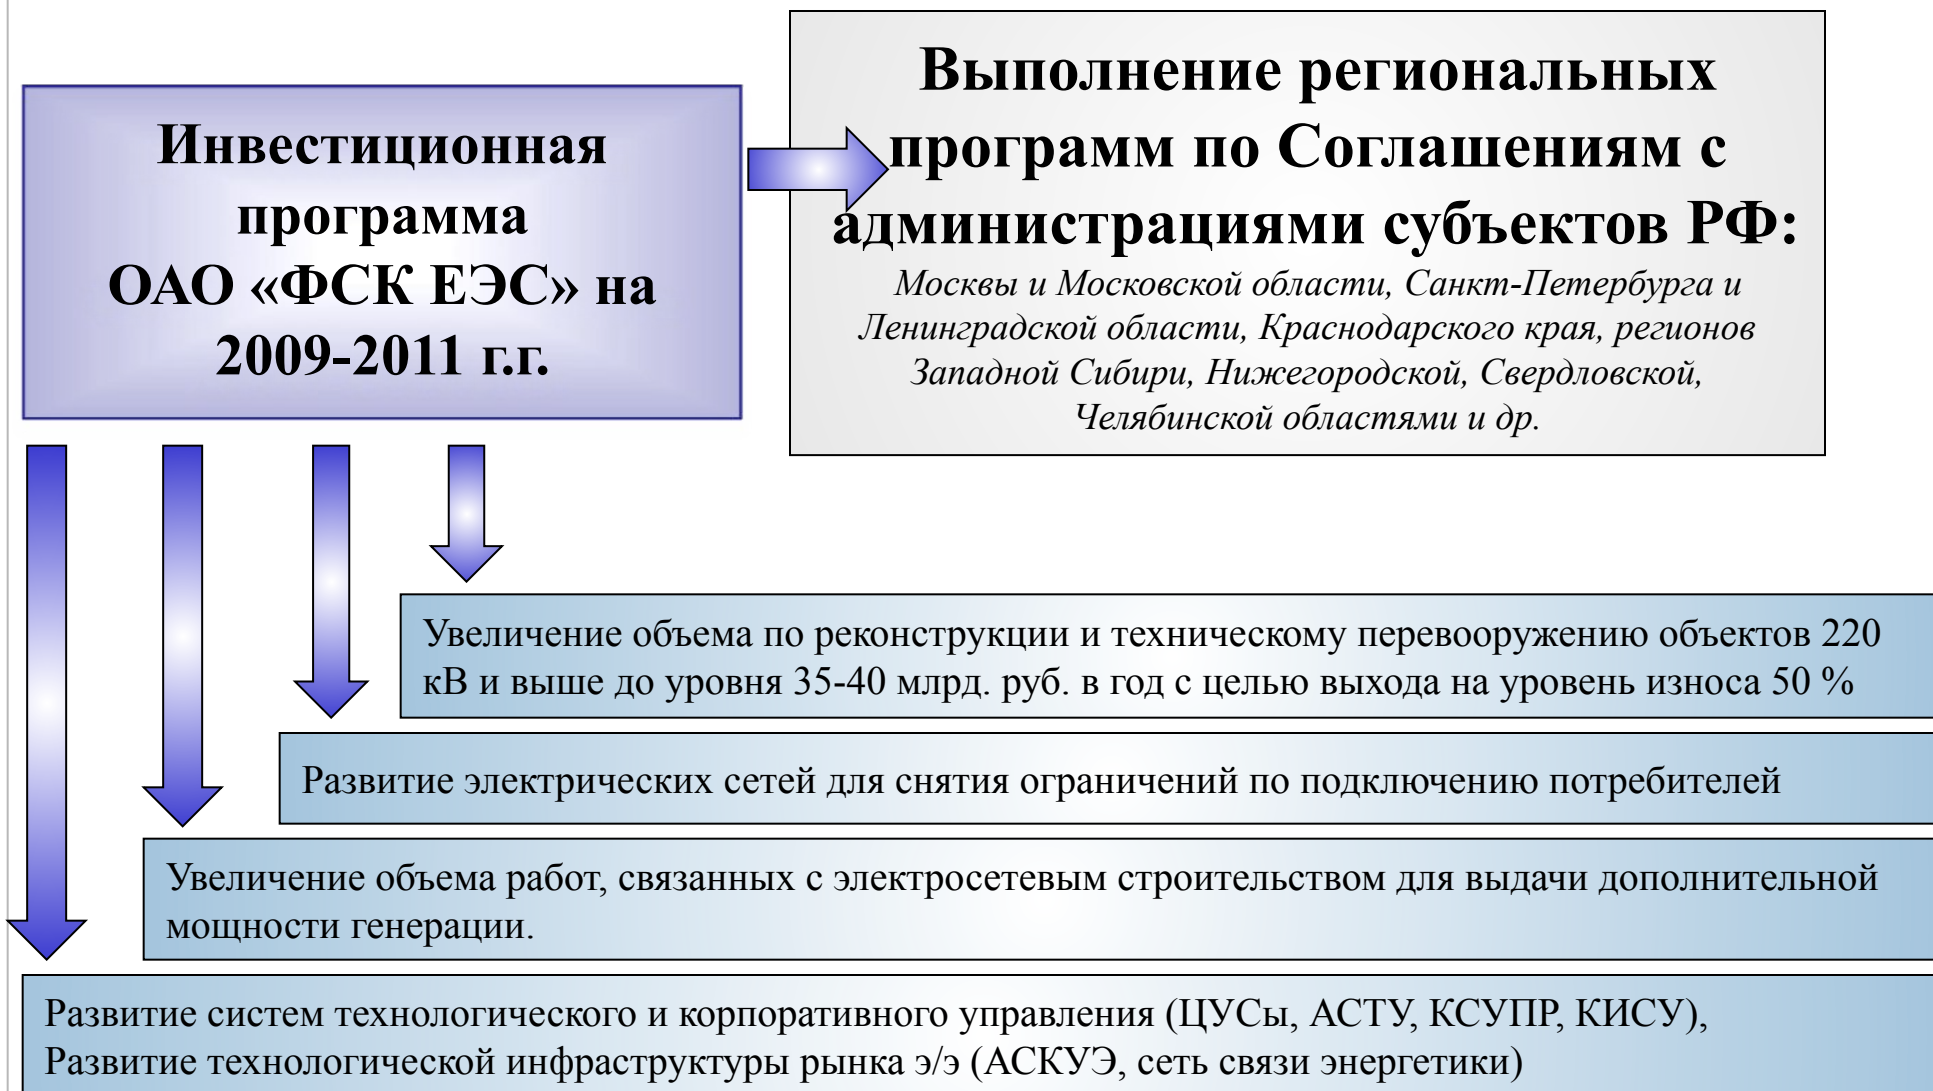 Инвестиционная
программа
ОАО «ФСК ЕЭС» на
2009-2011 г.г.
Выполнение региональных
программ по Соглашениям с
администрациями субъектов РФ:
Москвы и Московской области, Санкт-Петербурга и
Ленинградской области, Краснодарского края, регионов
Западной Сибири, Нижегородской, Свердловской,
Челябинской областями и др.
Увеличение объема по реконструкции и техническому перевооружению объектов 220
кВ и выше до уровня 35-40 млрд. руб. в год с целью выхода на уровень износа 50 %
Развитие электрических сетей для снятия ограничений по подключению потребителей
Увеличение объема работ, связанных с электросетевым строительством для выдачи дополнительной
мощности генерации.
Развитие систем технологического и корпоративного управления (ЦУСы, АСТУ, КСУПР, КИСУ),
Развитие технологической инфраструктуры рынка э/э (АСКУЭ, сеть связи энергетики)